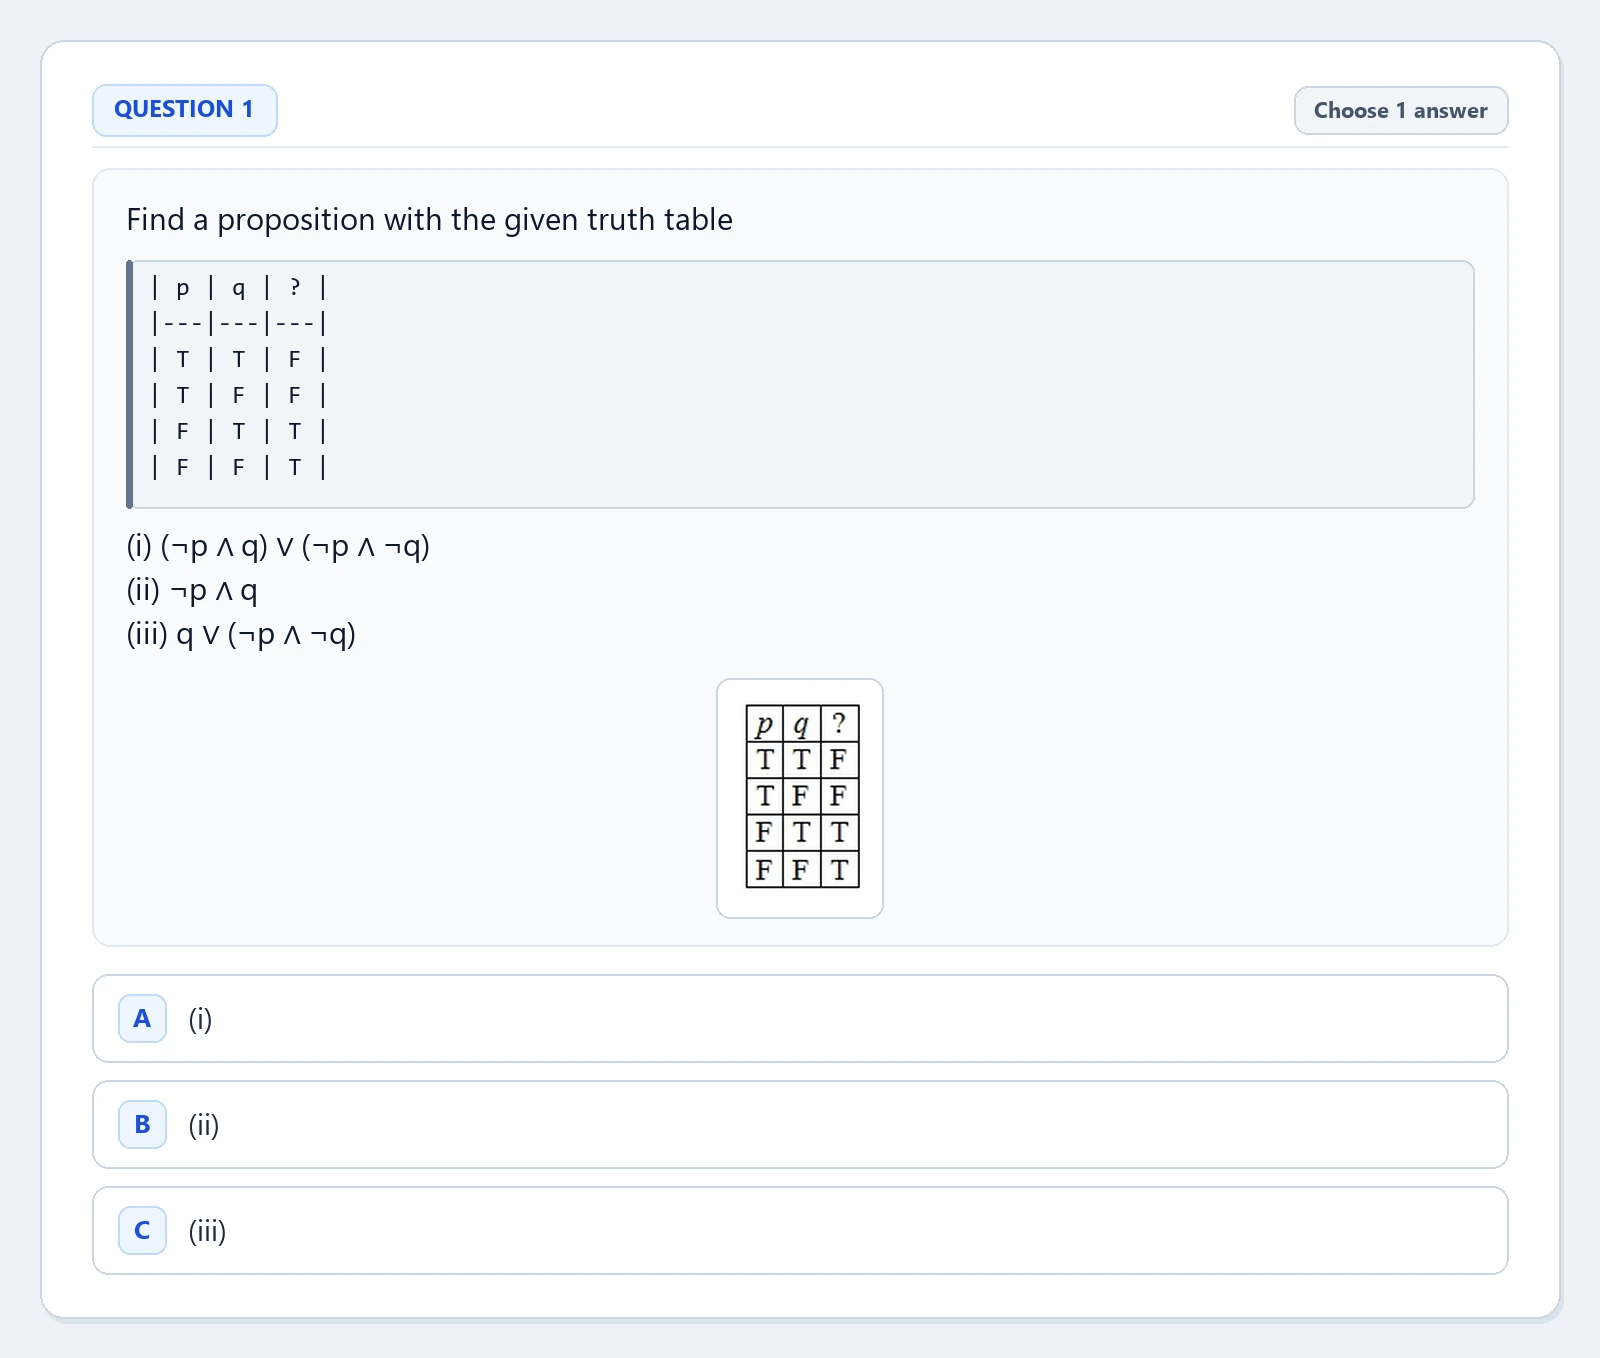 QUESTION 1
Choose 1 answer
Find a proposition with the given truth table
| p | q | ? |
|---|---|---|
| T | T | F |
| T | F | F |
| F | T | T |
| F | F | T |
(i) (¬p ∧ q) ∨ (¬p ∧ ¬q)
(ii) ¬p ∧ q
(iii) q ∨ (¬p ∧ ¬q)
p q ?
T T F
T F F
F T T
F F T
A (i)
B (ii)
C (iii)